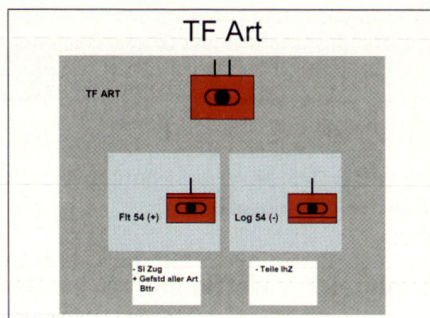 TF Art
TF ART
Flt 54 (+)
Log 54 (-)
- Si Zug
+ Gefstd aller Art
Bttr
- Teile IhZ